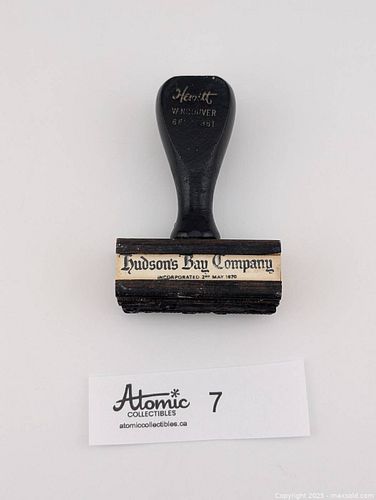 Hewitt
VANCOUVER
Hudson's Bay Company
INCORPORATED 2ND MAY 1670
Atomic
COLLECTIBLES
atomiccollectibles.ca
7
Copyright 2025 - maxsold.com